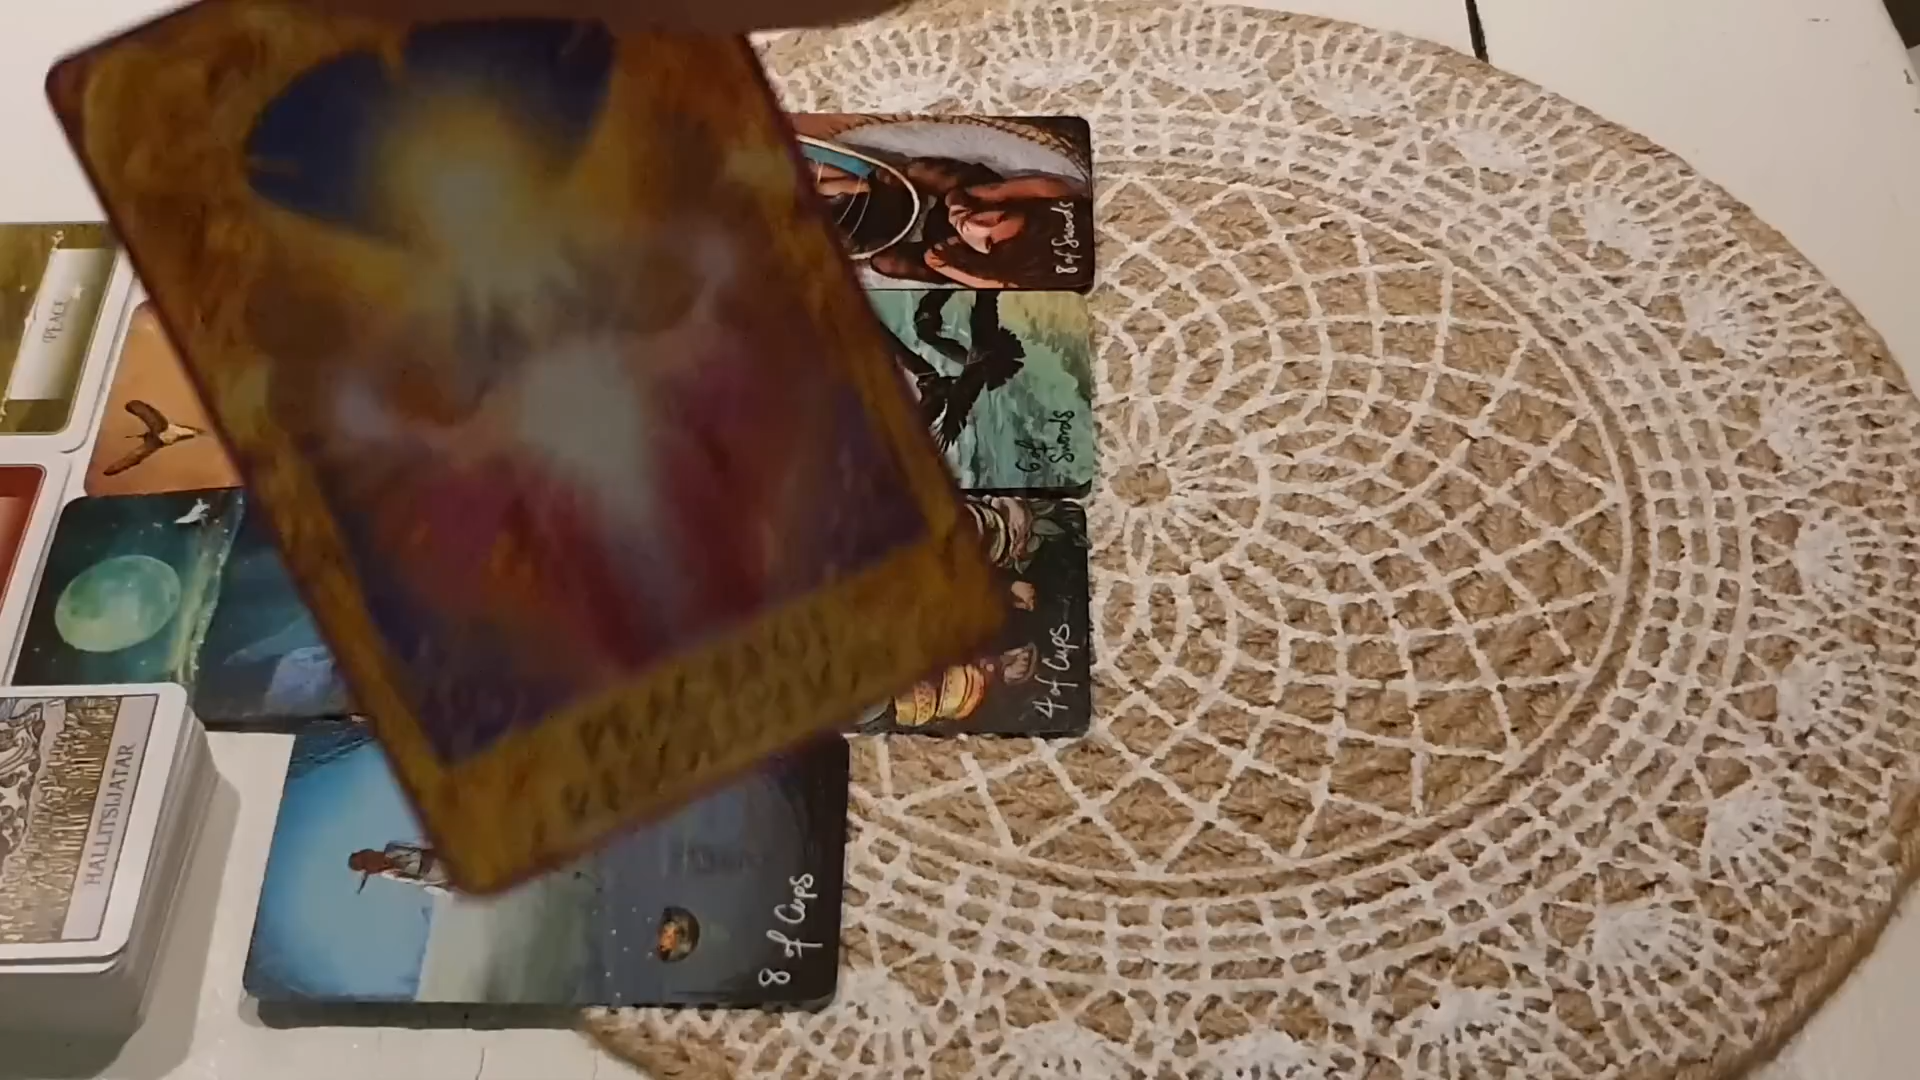 PEACE
8 of Swords
6 of
Swords
4 of Cups
HALLITSIJATAR
8 of Cups